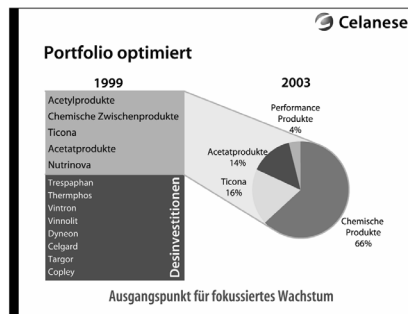 Celanese
Portfolio optimiert
1999
Acetylprodukte
Chemische Zwischenprodukte
Ticona
Acetatprodukte
Nutrinova
Trespaphan
Thermphos
Vintron
Vinnolit
Dyneon
Celgard
Targor
Copley
Desinvestitionen
2003
Performance
Produkte
4%
Acetatprodukte
14%
Ticona
16%
Chemische
Produkte
66%
Ausgangspunkt für fokussiertes Wachstum